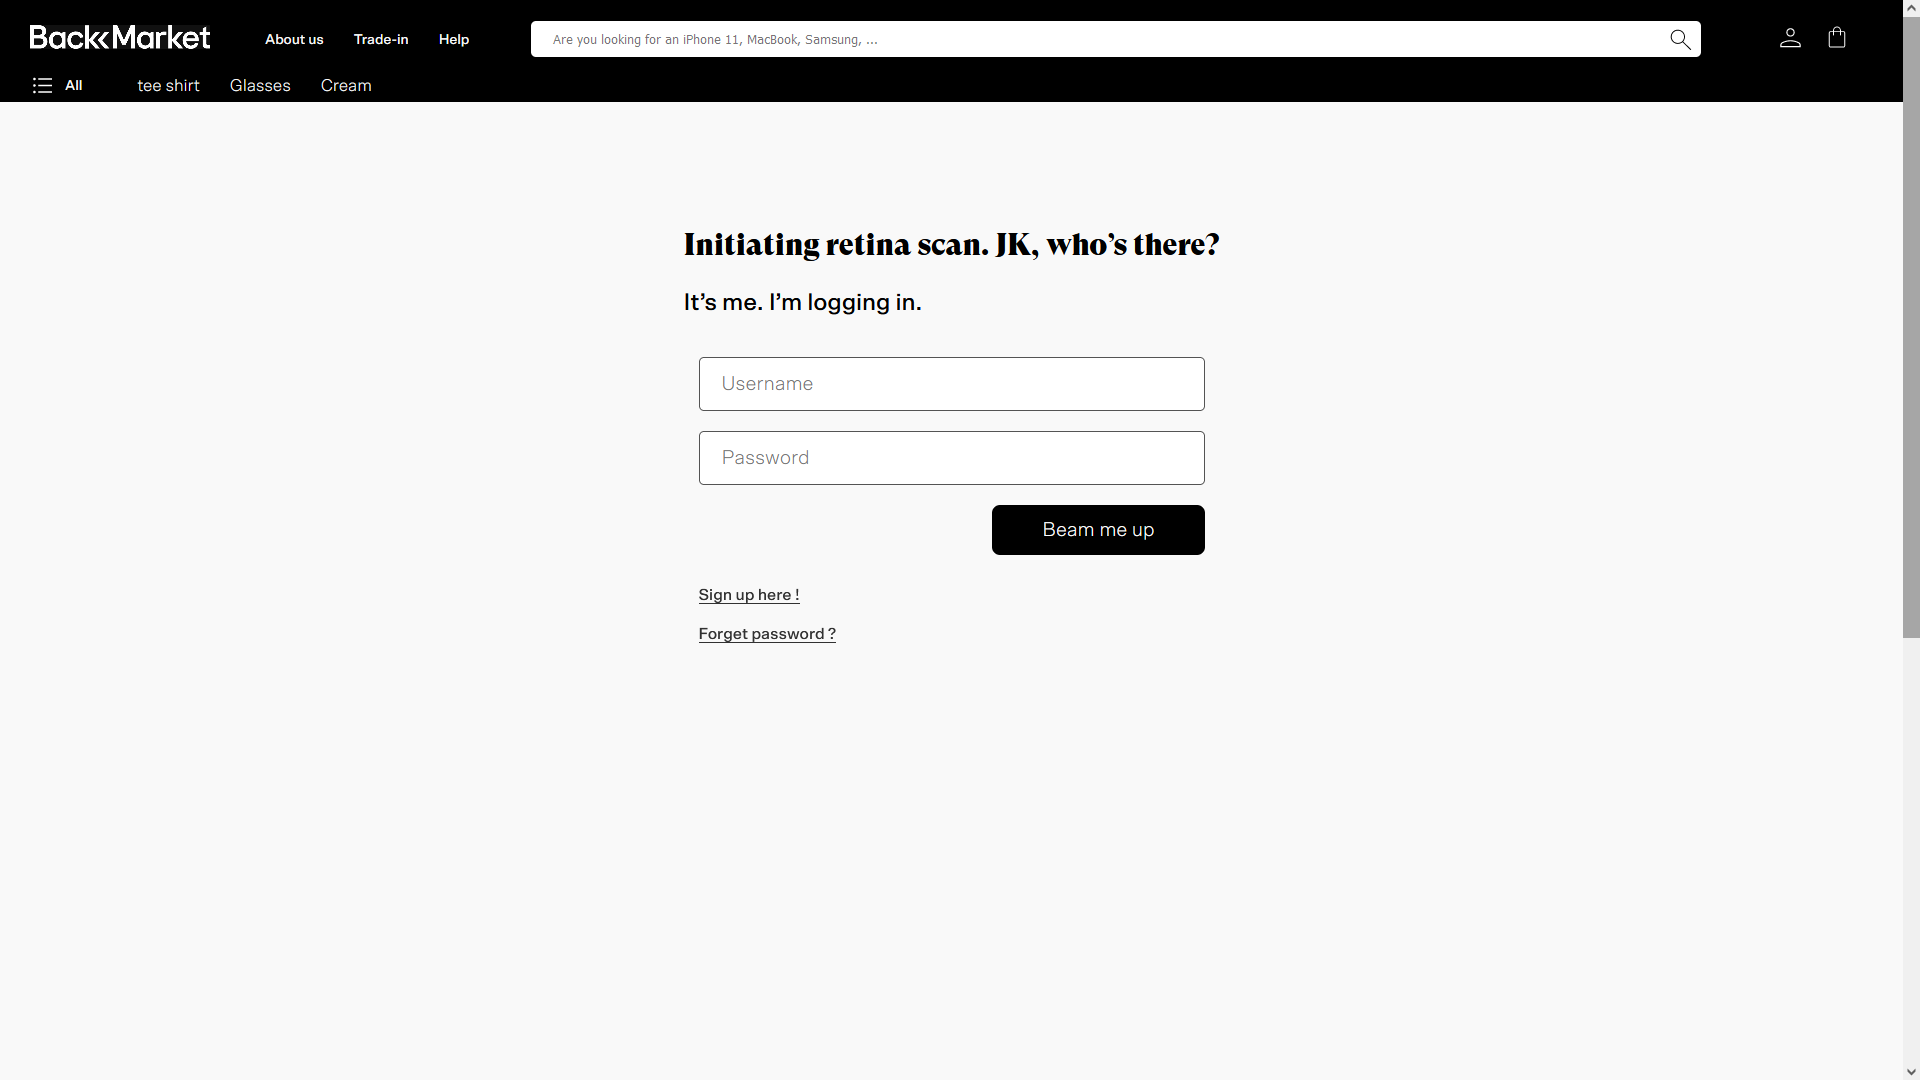 Back Market
About us
Trade-in
Help
Are you looking for an iPhone 11, MacBook, Samsung, ...
All
tee shirt
Glasses
Cream
Initiating retina scan. JK, who’s there?
It’s me. I’m logging in.
Username
Password
Beam me up
Sign up here !
Forget password ?